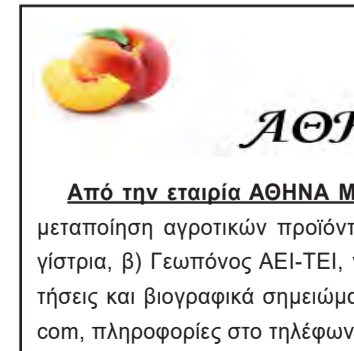 ΑΘΗ
Από την εταιρία ΑΘΗΝΑ Μ
μεταποίηση αγροτικών προϊόντ
γίστρια, β) Γεωπόνος ΑΕΙ-ΤΕΙ,
τήσεις και βιογραφικά σημειώμα
com, πληροφορίες στο τηλέφων